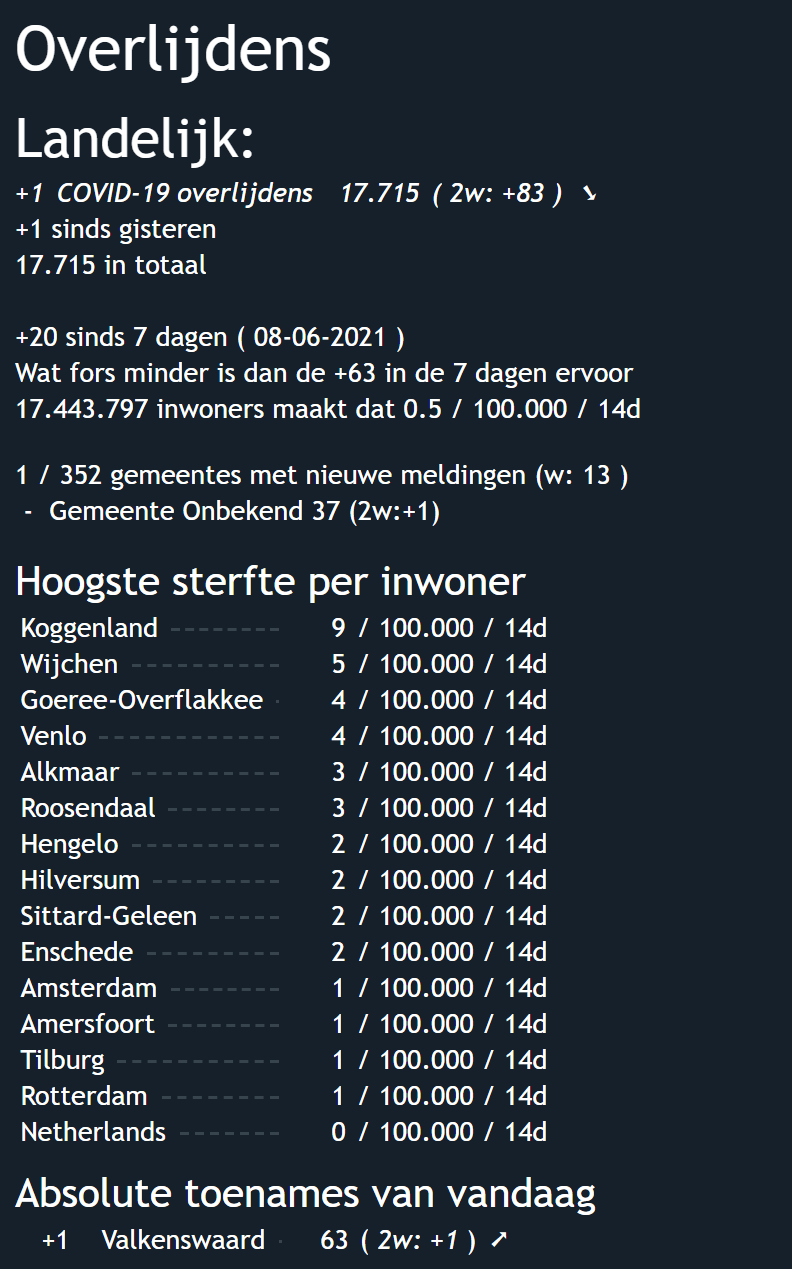 Overlijdens
Landelijk:
+1 COVID-19 overlijdens 17.715 ( 2w: +83 ) ➘
+1 sinds gisteren
17.715 in totaal
+20 sinds 7 dagen ( 08-06-2021 )
Wat fors minder is dan de +63 in de 7 dagen ervoor
17.443.797 inwoners maakt dat 0.5 / 100.000 / 14d
1 / 352 gemeentes met nieuwe meldingen (w: 13 )
- Gemeente Onbekend 37 (2w:+1)
Hoogste sterfte per inwoner
Koggenland -------- 9 / 100.000 / 14d
Wijchen ----------- 5 / 100.000 / 14d
Goeree-Overflakkee - 4 / 100.000 / 14d
Venlo ------------- 4 / 100.000 / 14d
Alkmaar ----------- 3 / 100.000 / 14d
Roosendaal -------- 3 / 100.000 / 14d
Hengelo ----------- 2 / 100.000 / 14d
Hilversum --------- 2 / 100.000 / 14d
Sittard-Geleen ----- 2 / 100.000 / 14d
Enschede ---------- 2 / 100.000 / 14d
Amsterdam -------- 1 / 100.000 / 14d
Amersfoort -------- 1 / 100.000 / 14d
Tilburg ------------ 1 / 100.000 / 14d
Rotterdam --------- 1 / 100.000 / 14d
Netherlands ------- 0 / 100.000 / 14d
Absolute toenames van vandaag
+1 Valkenswaard - 63 ( 2w: +1 ) ➚